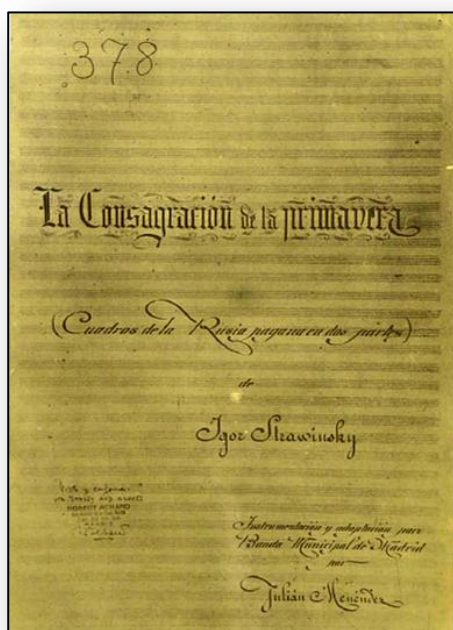 378
La Consagración de la primavera
(Cuadros de la Rusia pagana en dos partes)
de
Igor Strawinsky
Instrumentación y adaptación para
Banda Municipal de Madrid
por
Julián Menéndez